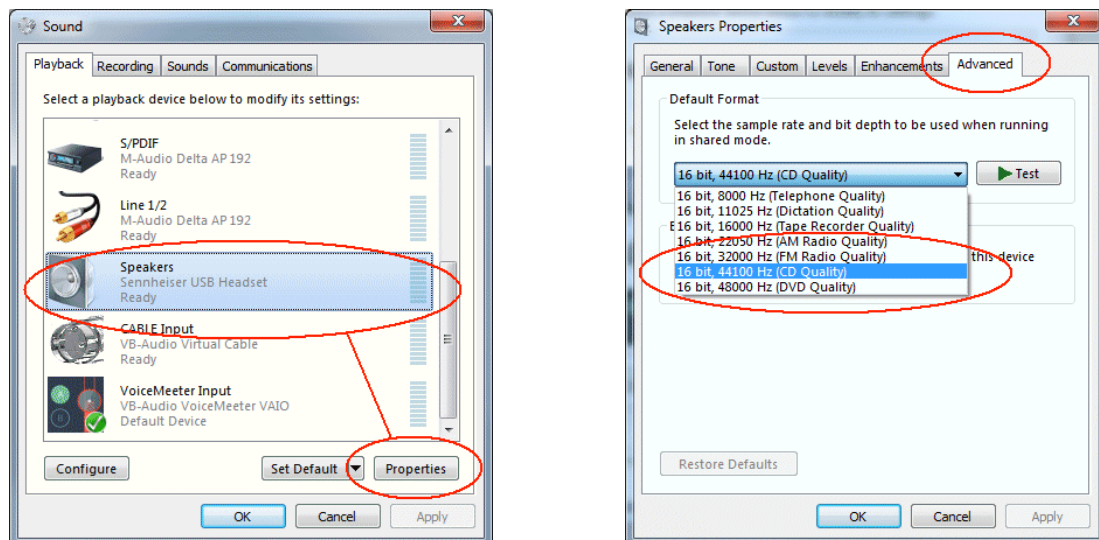 Sound
Playback Recording Sounds Communications
Select a playback device below to modify its settings:
S/PDIF
M-Audio Delta AP 192
Ready
Line 1/2
M-Audio Delta AP 192
Ready
Speakers
Sennheiser USB Headset
Ready
CABLE Input
VB-Audio Virtual Cable
Ready
VoiceMeeter Input
VB-Audio VoiceMeeter VAIO
Default Device
Configure Set Default Properties
OK Cancel Apply
Speakers Properties
General Tone Custom Levels Enhancements Advanced
Default Format
Select the sample rate and bit depth to be used when running
in shared mode.
16 bit, 44100 Hz (CD Quality) Test
16 bit, 8000 Hz (Telephone Quality)
16 bit, 11025 Hz (Dictation Quality)
16 bit, 16000 Hz (Tape Recorder Quality)
16 bit, 22050 Hz (AM Radio Quality)
16 bit, 32000 Hz (FM Radio Quality) this device
16 bit, 44100 Hz (CD Quality)
16 bit, 48000 Hz (DVD Quality)
Restore Defaults
OK Cancel Apply